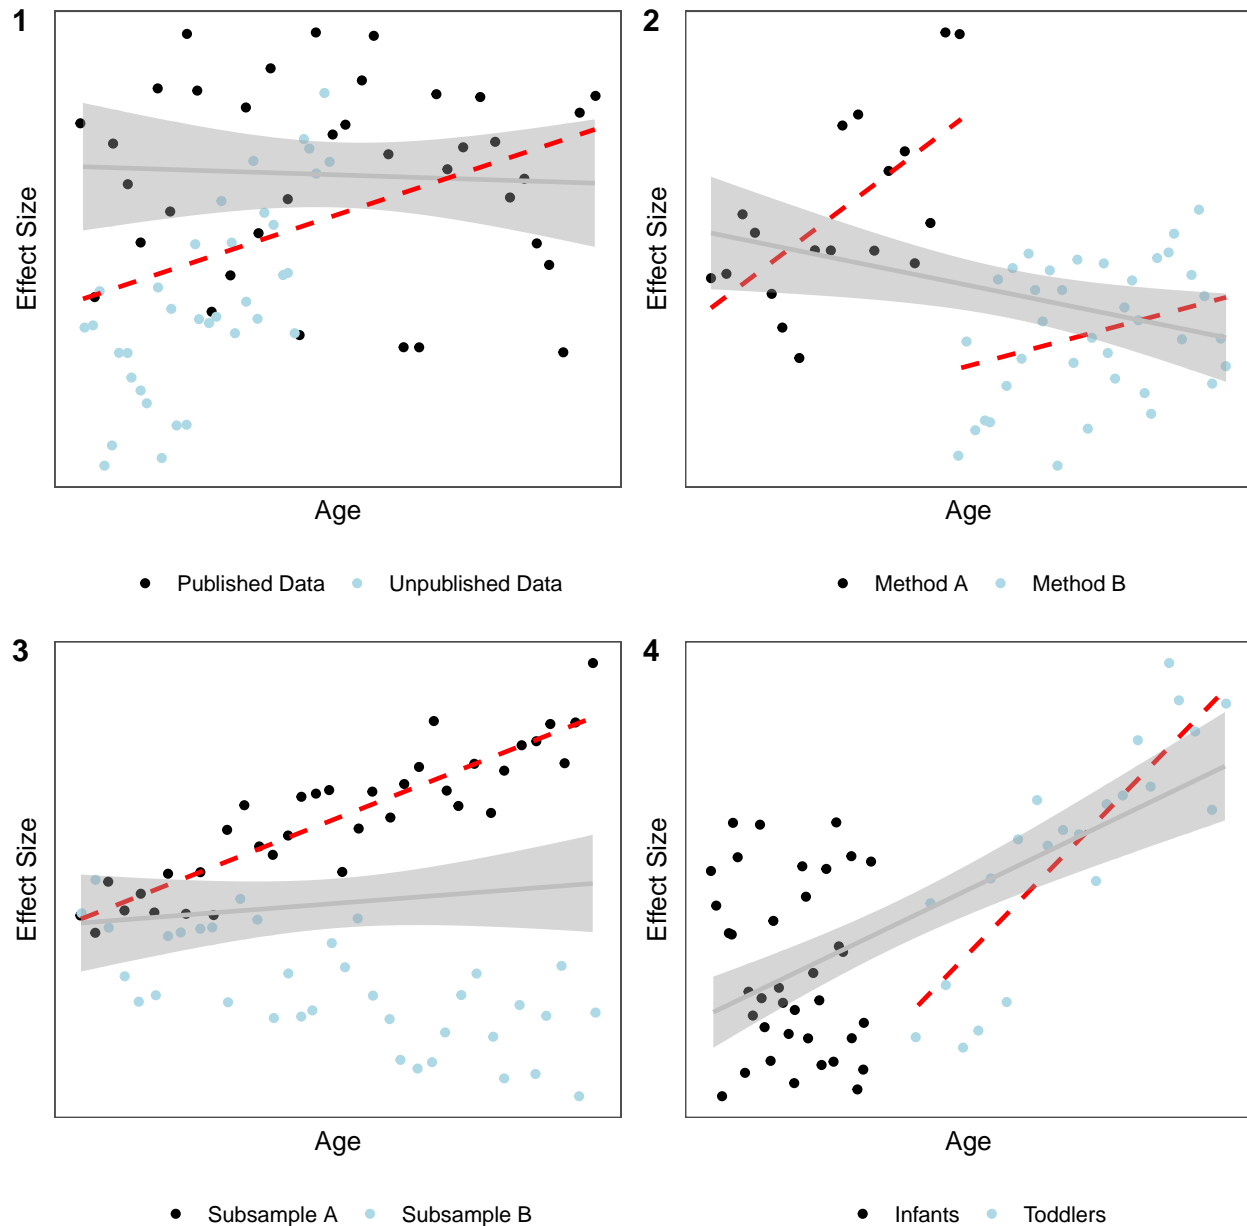 1
Effect Size
Age
Published Data
Unpublished Data
2
Effect Size
Age
Method A
Method B
3
Effect Size
Age
Subsample A
Subsample B
4
Effect Size
Age
Infants
Toddlers